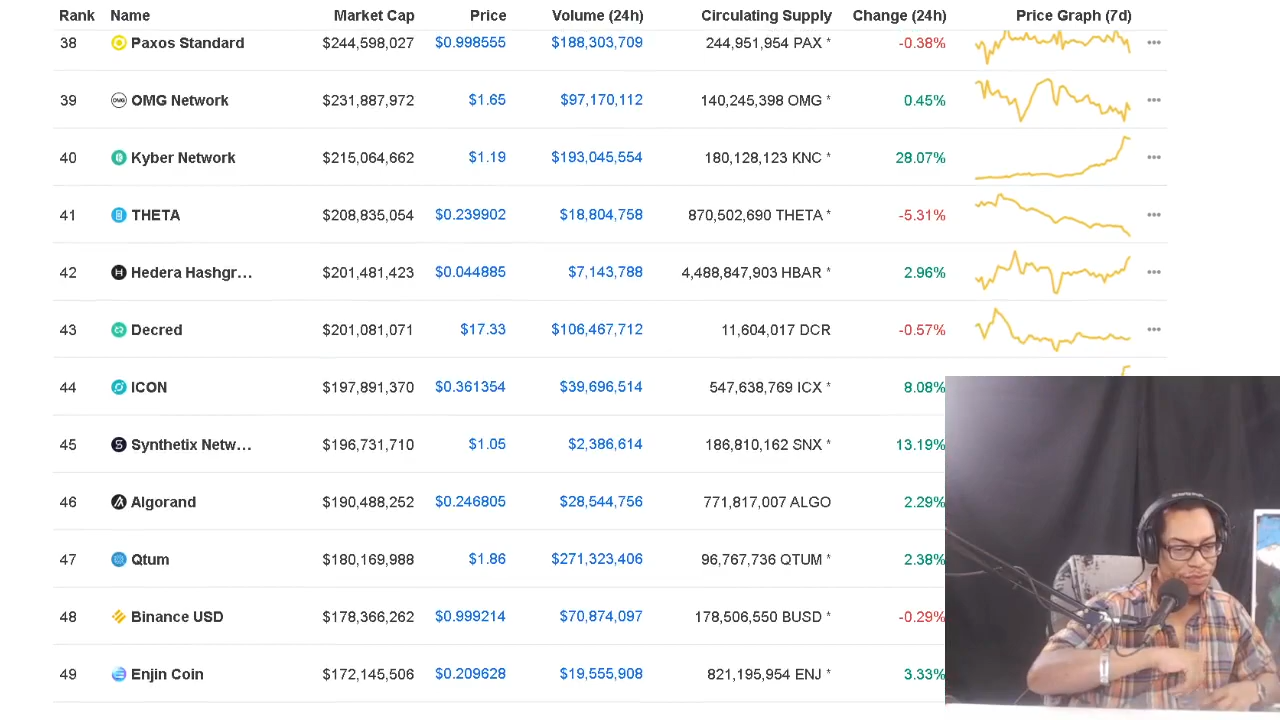 Rank Name Market Cap Price Volume (24h) Circulating Supply Change (24h) Price Graph (7d)
38 Paxos Standard $244,598,027 $0.998555 $188,303,709 244,951,954 PAX * -0.38%
39 OMG Network $231,887,972 $1.65 $97,170,112 140,245,398 OMG * 0.45%
40 Kyber Network $215,064,662 $1.19 $193,045,554 180,128,123 KNC * 28.07%
41 THETA $208,835,054 $0.239902 $18,804,758 870,502,690 THETA * -5.31%
42 Hedera Hashgr... $201,481,423 $0.044885 $7,143,788 4,488,847,903 HBAR * 2.96%
43 Decred $201,081,071 $17.33 $106,467,712 11,604,017 DCR -0.57%
44 ICON $197,891,370 $0.361354 $39,696,514 547,638,769 ICX * 8.08%
45 Synthetix Netw... $196,731,710 $1.05 $2,386,614 186,810,162 SNX * 13.19%
46 Algorand $190,488,252 $0.246805 $28,544,756 771,817,007 ALGO 2.29%
47 Qtum $180,169,988 $1.86 $271,323,406 96,767,736 QTUM * 2.38%
48 Binance USD $178,366,262 $0.999214 $70,874,097 178,506,550 BUSD * -0.29%
49 Enjin Coin $172,145,506 $0.209628 $19,555,908 821,195,954 ENJ * 3.33%